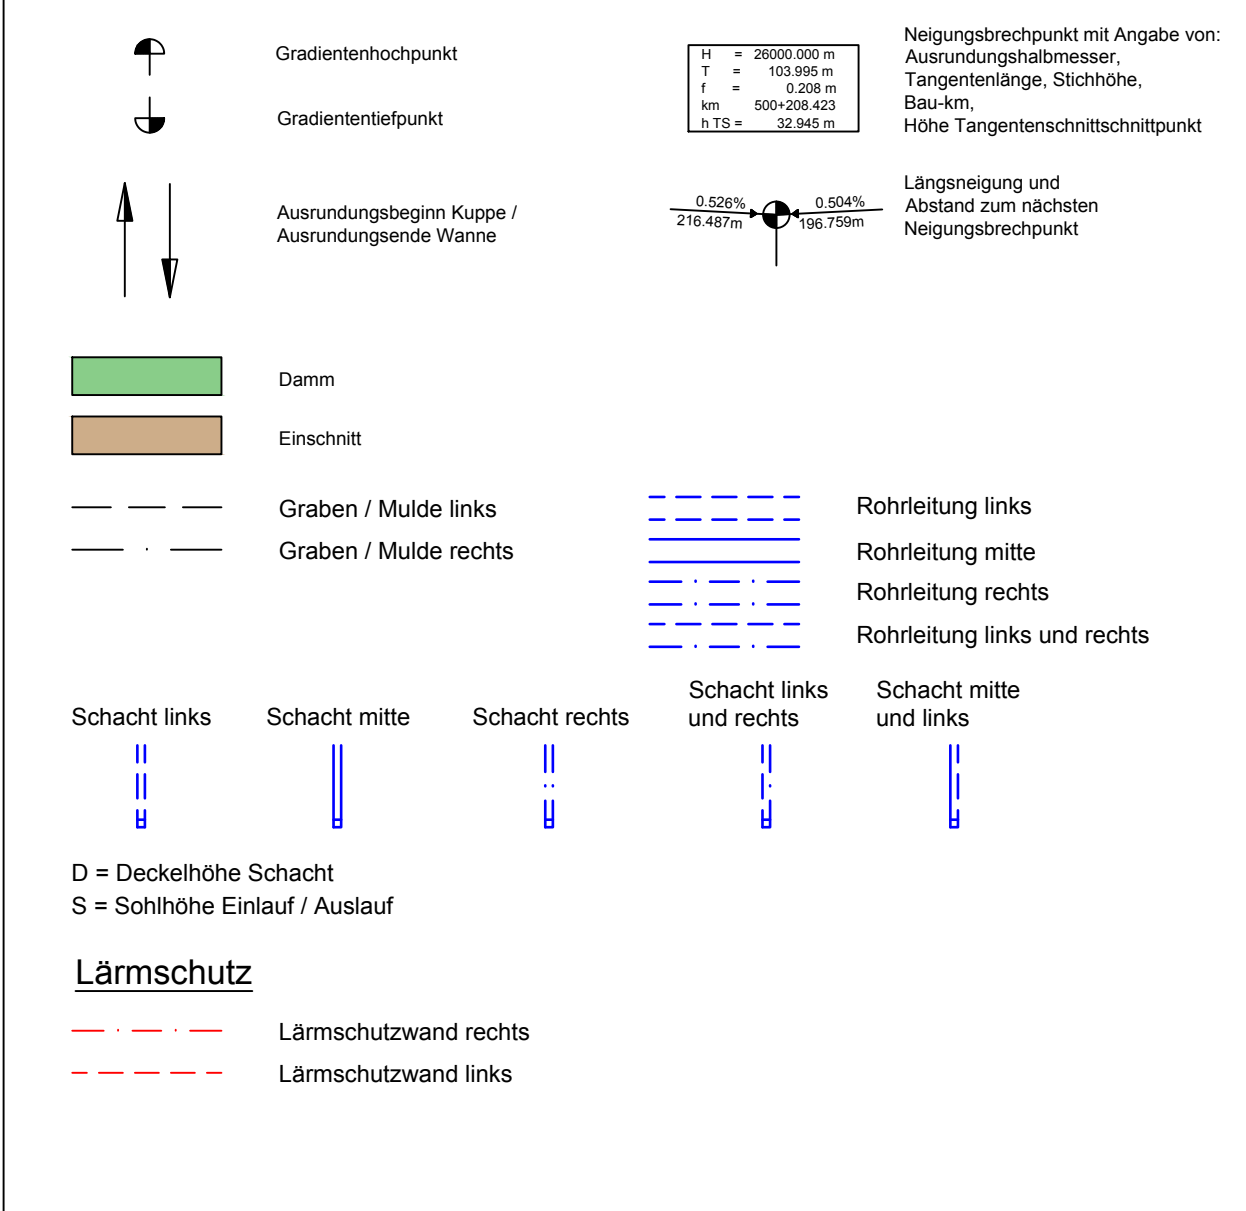 Gradientenhochpunkt
Gradiententiefpunkt
Ausrundungsbeginn Kuppe /
Ausrundungsende Wanne
H = 26000.000 m
T = 103.995 m
f = 0.208 m
km 500+208.423
h TS = 32.945 m
Neigungsbrechpunkt mit Angabe von:
Ausrundungshalbmesser,
Tangentenlänge, Stichhöhe,
Bau-km,
Höhe Tangentenschnittschnittpunkt
0.526%
216.487m
0.504%
196.759m
Längsneigung und
Abstand zum nächsten
Neigungsbrechpunkt
Damm
Einschnitt
Graben / Mulde links
Graben / Mulde rechts
Rohrleitung links
Rohrleitung mitte
Rohrleitung rechts
Rohrleitung links und rechts
Schacht links
Schacht mitte
Schacht rechts
Schacht links
und rechts
Schacht mitte
und links
D = Deckelhöhe Schacht
S = Sohlhöhe Einlauf / Auslauf
Lärmschutz
Lärmschutzwand rechts
Lärmschutzwand links